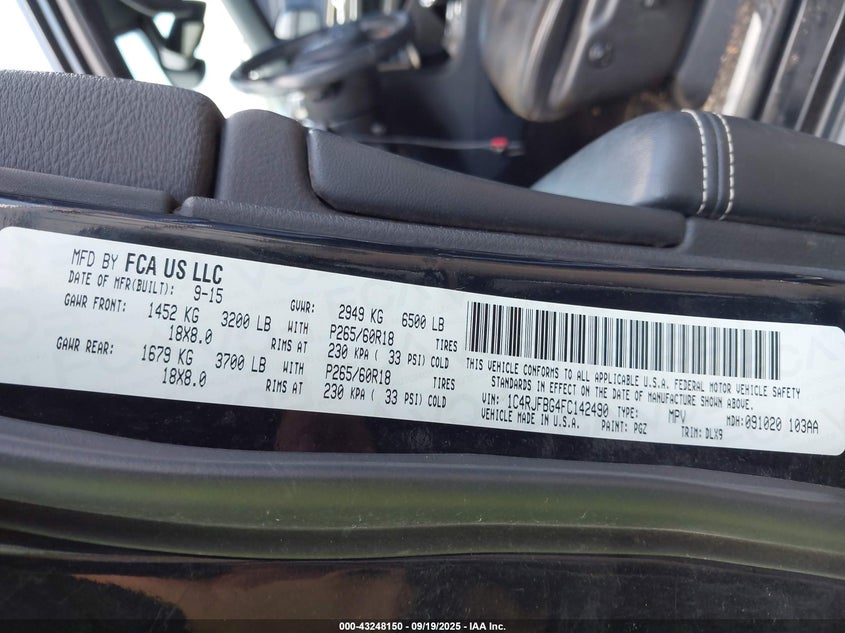 MFD BY FCA US LLC
DATE OF MFR(BUILT): 9-15 GVWR: 2949 KG 6500 LB
GAWR FRONT: 1452 KG 3200 LB WITH P265/60R18 TIRES
18X8.0 RIMS AT 230 KPA ( 33 PSI) COLD
GAWR REAR: 1679 KG 3700 LB WITH P265/60R18 TIRES
18X8.0 RIMS AT 230 KPA ( 33 PSI) COLD
THIS VEHICLE CONFORMS TO ALL APPLICABLE U.S.A. FEDERAL MOTOR VEHICLE SAFETY
STANDARDS IN EFFECT ON THE DATE OF MANUFACTURE SHOWN ABOVE.
VIN: 1C4RJFBG4FC142490 TYPE: MPV MDH:091020 103AA
VEHICLE MADE IN U.S.A. PAINT: PGZ TRIM: DLX9
000-43248150 - 09/19/2025 - IAA Inc.